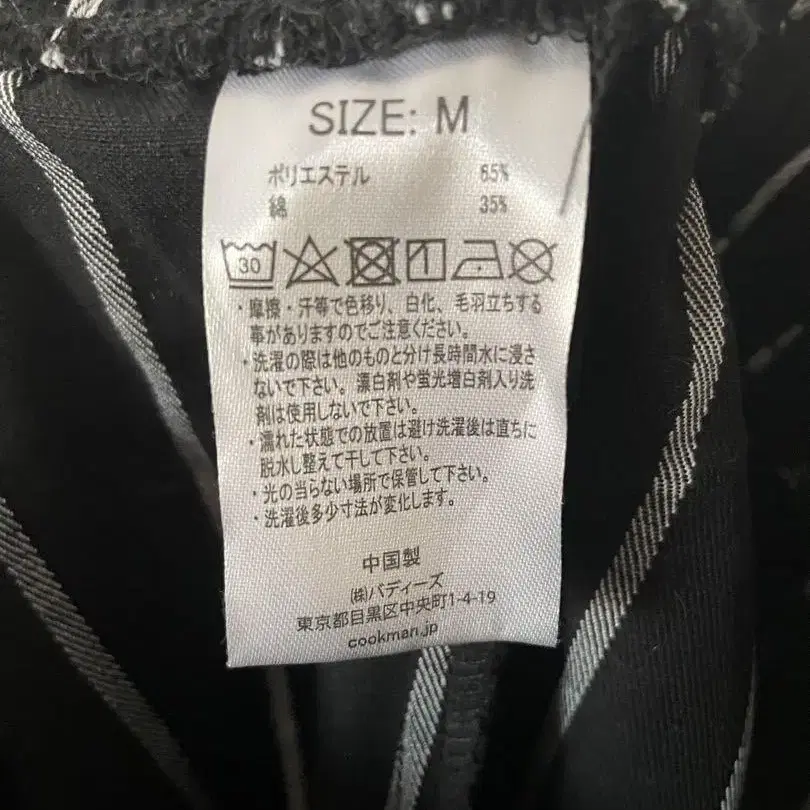 SIZE: M
ポリエステル 65%
綿 35%
30
・摩擦・汗等で色移り、白化、毛羽立ちする
事がありますのでご注意ください。
・洗濯の際は他のものと分け長時間水に浸さ
ないで下さい。漂白剤や蛍光増白剤入り洗
剤は使用しないで下さい。
・濡れた状態での放置は避け洗濯後は直ちに
脱水し整えて干して下さい。
・光の当らない場所で保管して下さい。
・洗濯後多少寸法が変化します。
中国製
㈱バディーズ
東京都目黒区中央町1-4-19
cookman.jp